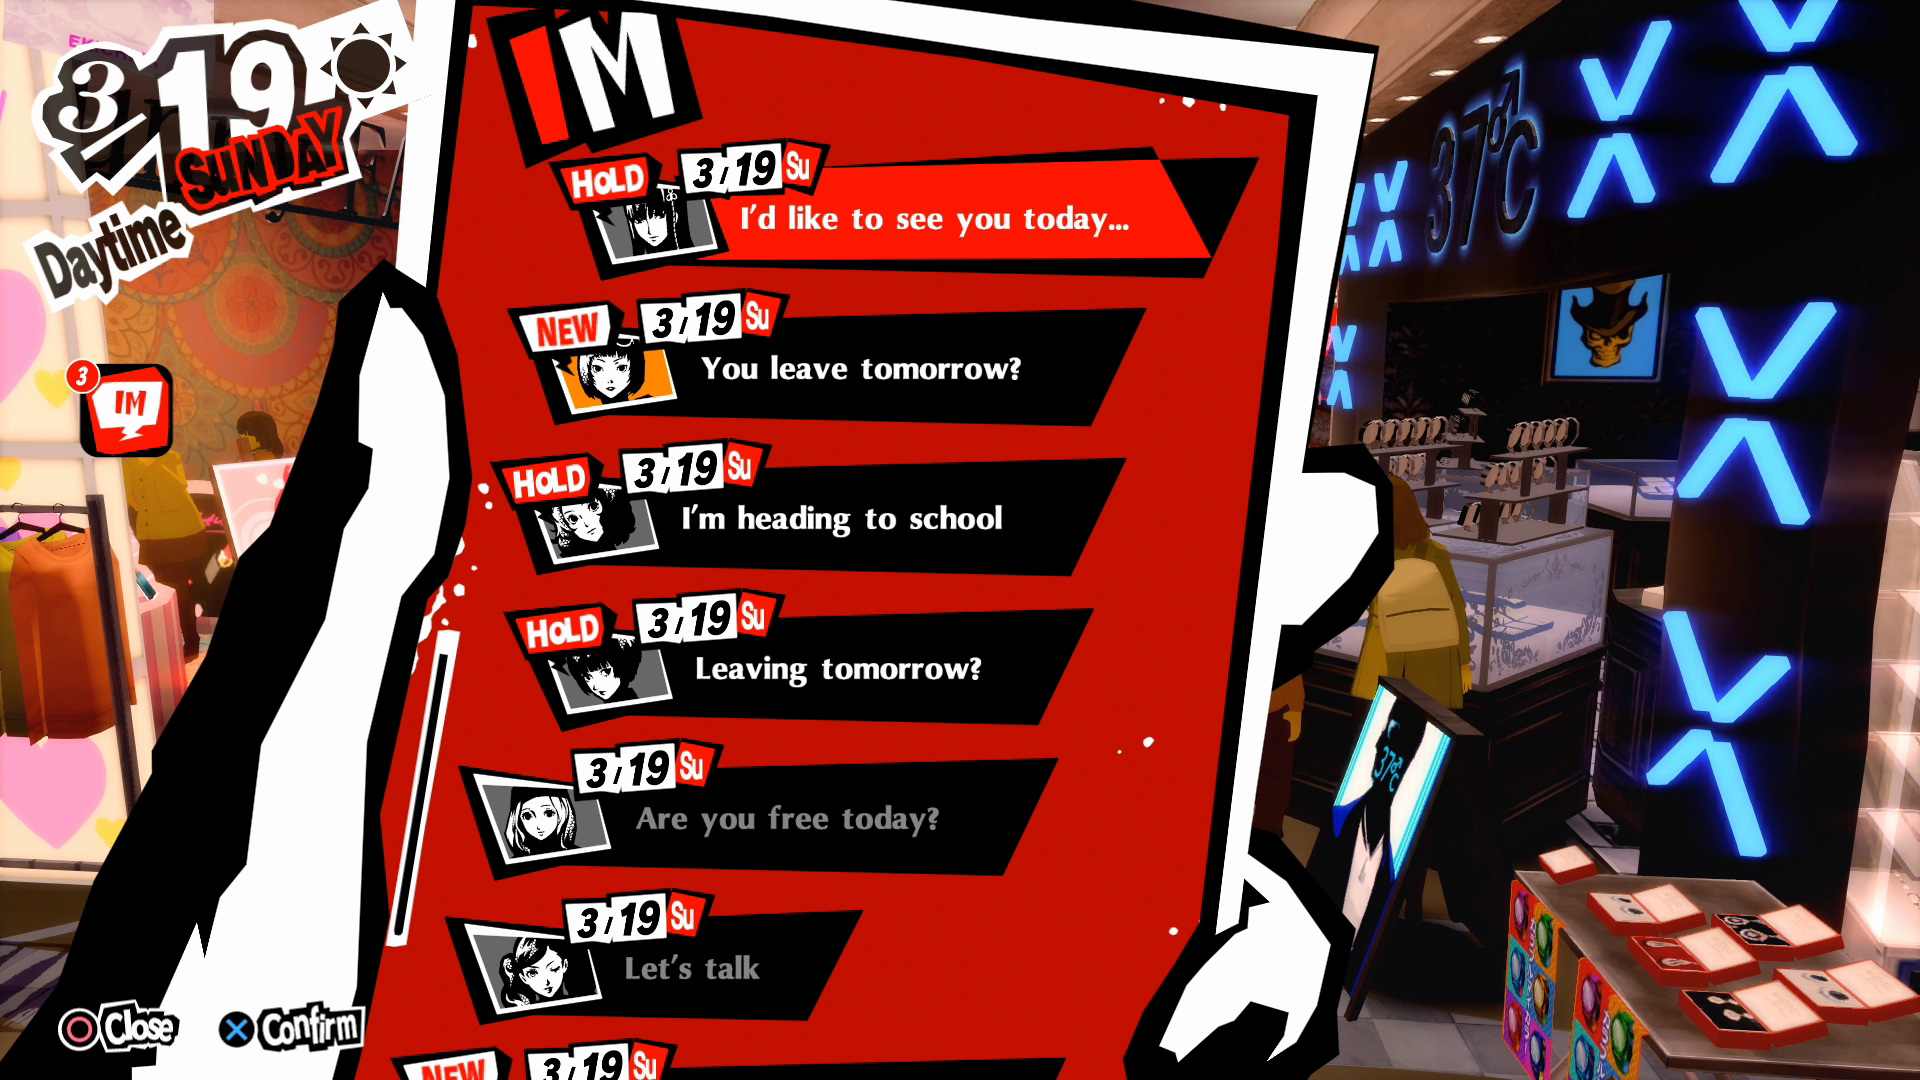 3/19
SUNDAY
Daytime
3
IM
IM
HOLD 3/19 Su
I'd like to see you today...
NEW 3/19 Su
You leave tomorrow?
HOLD 3/19 Su
I'm heading to school
HOLD 3/19 Su
Leaving tomorrow?
3/19 Su
Are you free today?
3/19 Su
Let's talk
NEW 3/19 Su
Close
Confirm
37℃
37℃